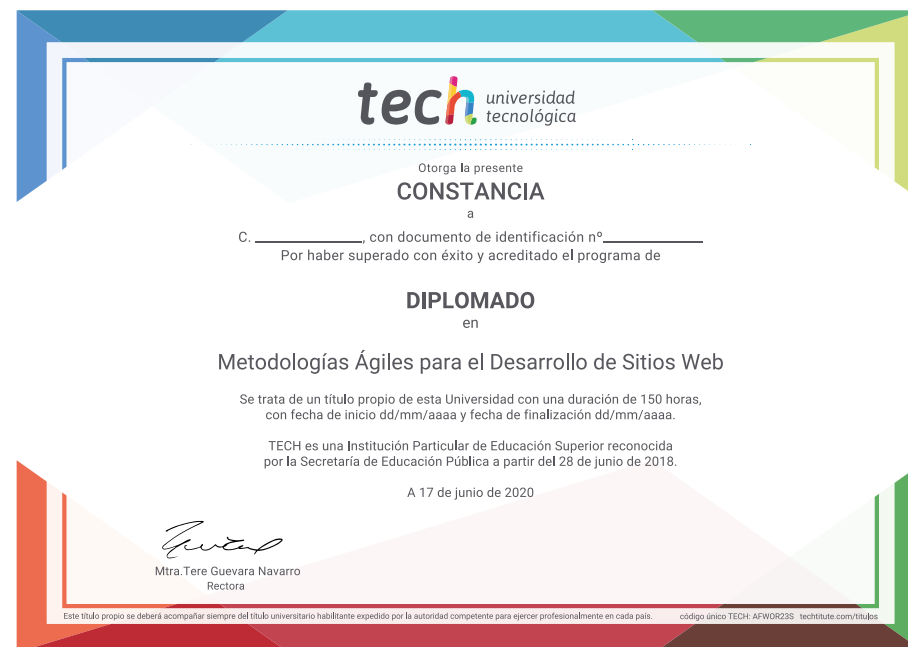 tech universidad
tecnológica
Otorga la presente
CONSTANCIA
a
C. ____________, con documento de identificación nº___________
Por haber superado con éxito y acreditado el programa de
DIPLOMADO
en
Metodologías Ágiles para el Desarrollo de Sitios Web
Se trata de un título propio de esta Universidad con una duración de 150 horas,
con fecha de inicio dd/mm/aaaa y fecha de finalización dd/mm/aaaa.
TECH es una Institución Particular de Educación Superior reconocida
por la Secretaría de Educación Pública a partir del 28 de junio de 2018.
A 17 de junio de 2020
Mtra.Tere Guevara Navarro
Rectora
Este título propio se deberá acompañar siempre del título universitario habilitante expedido por la autoridad competente para ejercer profesionalmente en cada país. código único TECH: AFWOR23S techtitute.com/titulos